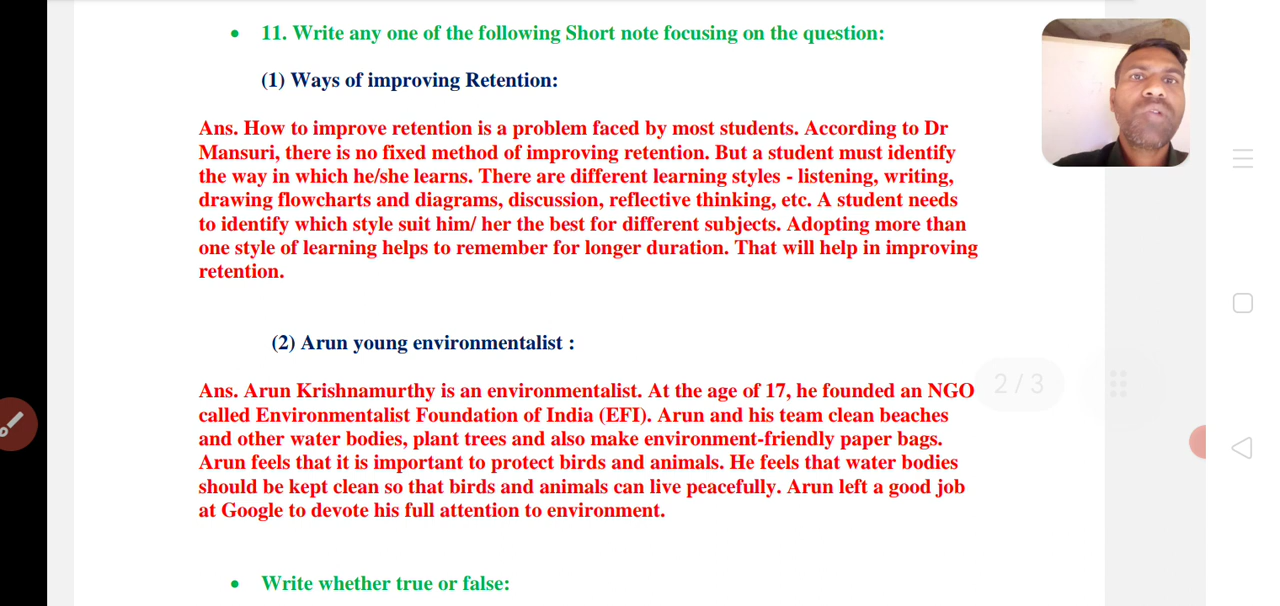 • 11. Write any one of the following Short note focusing on the question:
(1) Ways of improving Retention:
Ans. How to improve retention is a problem faced by most students. According to Dr
Mansuri, there is no fixed method of improving retention. But a student must identify
the way in which he/she learns. There are different learning styles - listening, writing,
drawing flowcharts and diagrams, discussion, reflective thinking, etc. A student needs
to identify which style suit him/ her the best for different subjects. Adopting more than
one style of learning helps to remember for longer duration. That will help in improving
retention.
(2) Arun young environmentalist :
Ans. Arun Krishnamurthy is an environmentalist. At the age of 17, he founded an NGO
called Environmentalist Foundation of India (EFI). Arun and his team clean beaches
and other water bodies, plant trees and also make environment-friendly paper bags.
Arun feels that it is important to protect birds and animals. He feels that water bodies
should be kept clean so that birds and animals can live peacefully. Arun left a good job
at Google to devote his full attention to environment.
2 / 3
• Write whether true or false: